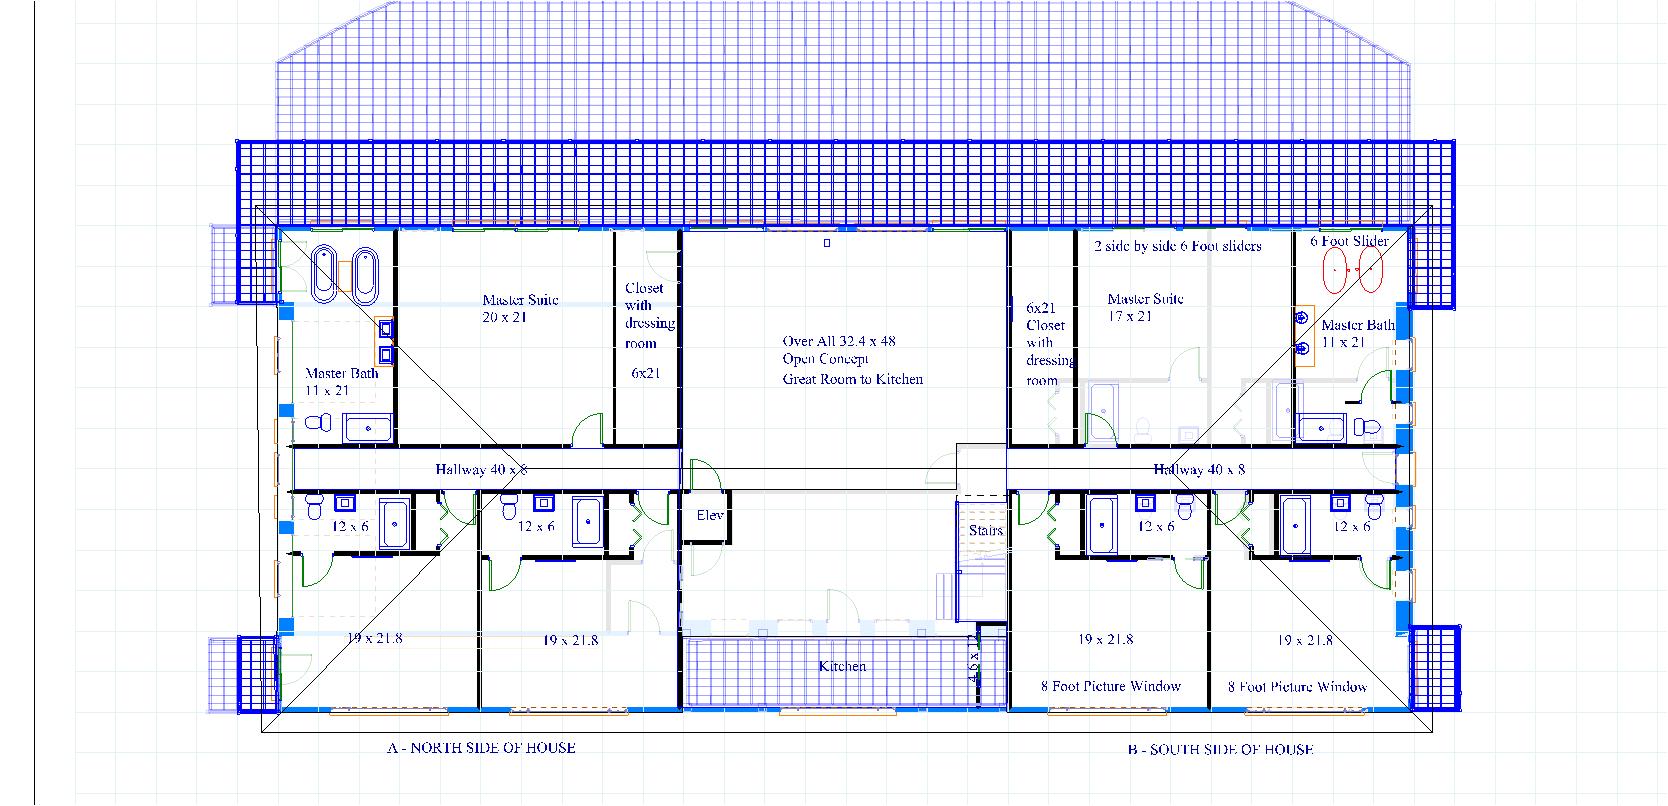 2 side by side 6 Foot sliders
6 Foot Slider
Closet
with
dressing
room
6x21
Master Suite
20 x 21
Master Suite
17 x 21
6x21
Closet
with
dressing
room
Master Bath
11 x 21
Over All 32.4 x 48
Open Concept
Great Room to Kitchen
Master Bath
11 x 21
Hallway 40 x 8
Hallway 40 x 8
12 x 6
12 x 6
Elev
Stairs
12 x 6
12 x 6
19 x 21.8
19 x 21.8
Kitchen
4.6 x 12
19 x 21.8
19 x 21.8
8 Foot Picture Window
8 Foot Picture Window
A - NORTH SIDE OF HOUSE
B - SOUTH SIDE OF HOUSE